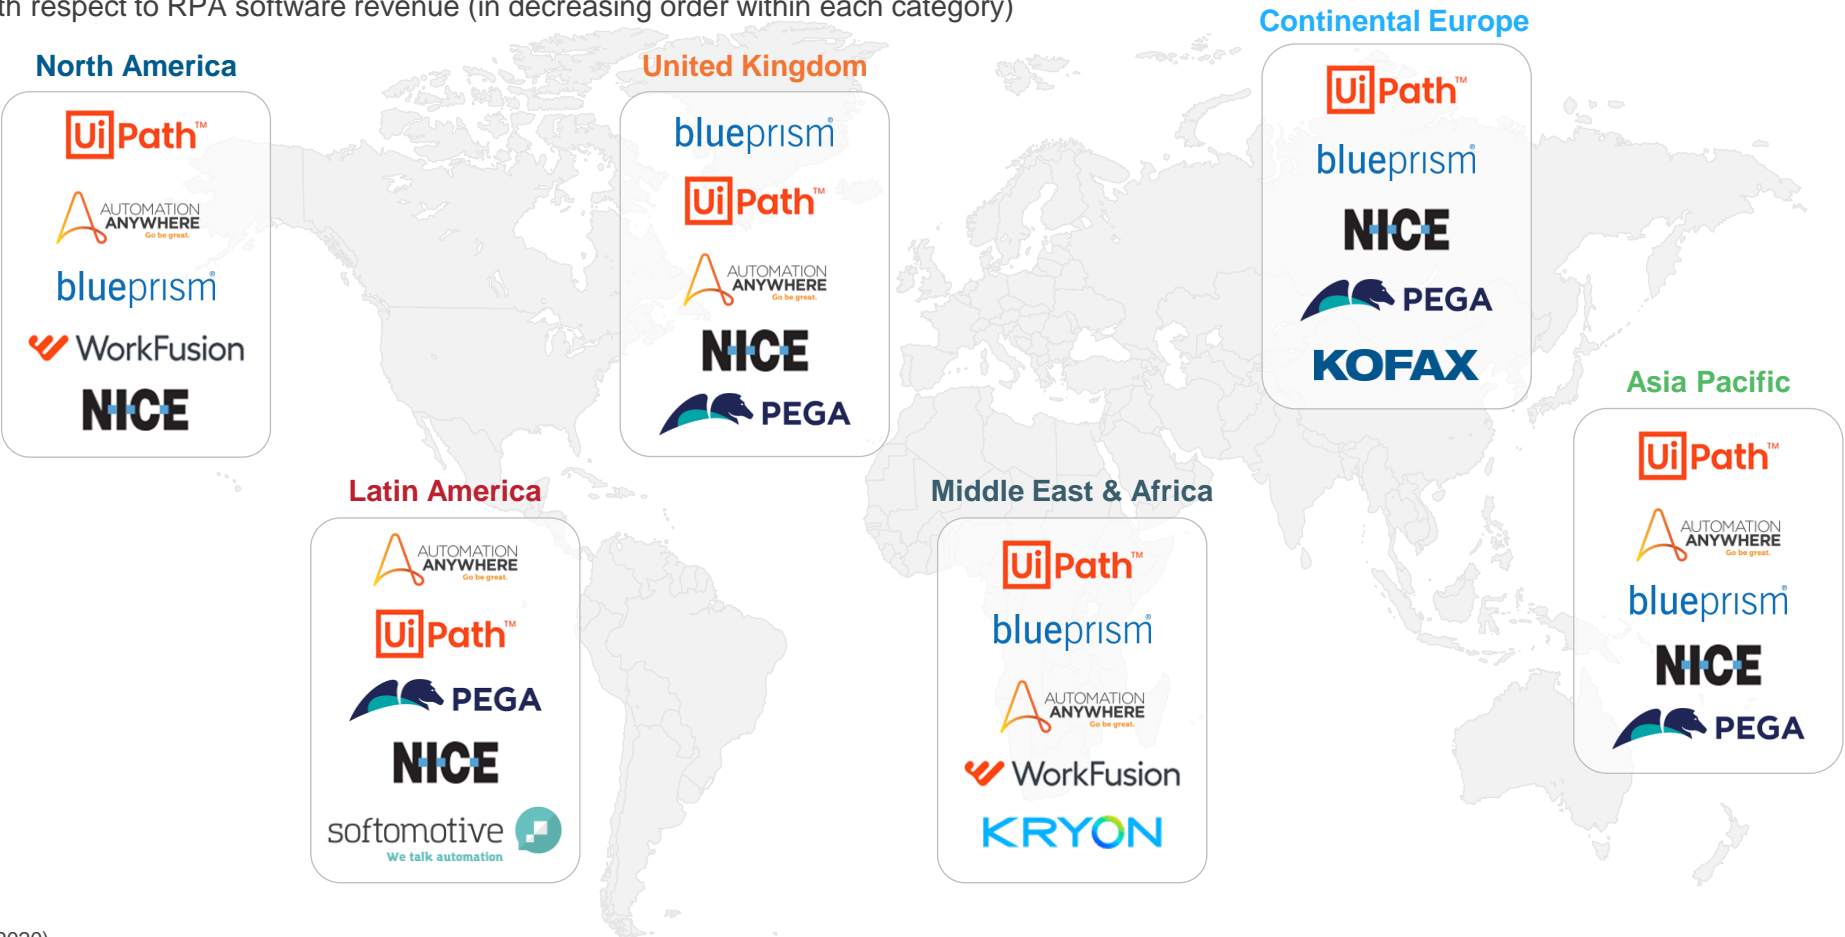 respect to RPA software revenue (in decreasing order within each category)
North America
UiPath™
AUTOMATION
ANYWHERE
Go be great.
blueprism®
WorkFusion
NICE
United Kingdom
blueprism®
UiPath™
AUTOMATION
ANYWHERE
Go be great.
NICE
PEGA
Continental Europe
UiPath™
blueprism®
NICE
PEGA
KOFAX
Latin America
AUTOMATION
ANYWHERE
Go be great.
UiPath™
PEGA
NICE
softomotive
We talk automation
Middle East & Africa
UiPath™
blueprism®
AUTOMATION
ANYWHERE
Go be great.
WorkFusion
KRYON
Asia Pacific
UiPath™
AUTOMATION
ANYWHERE
Go be great.
blueprism®
NICE
PEGA